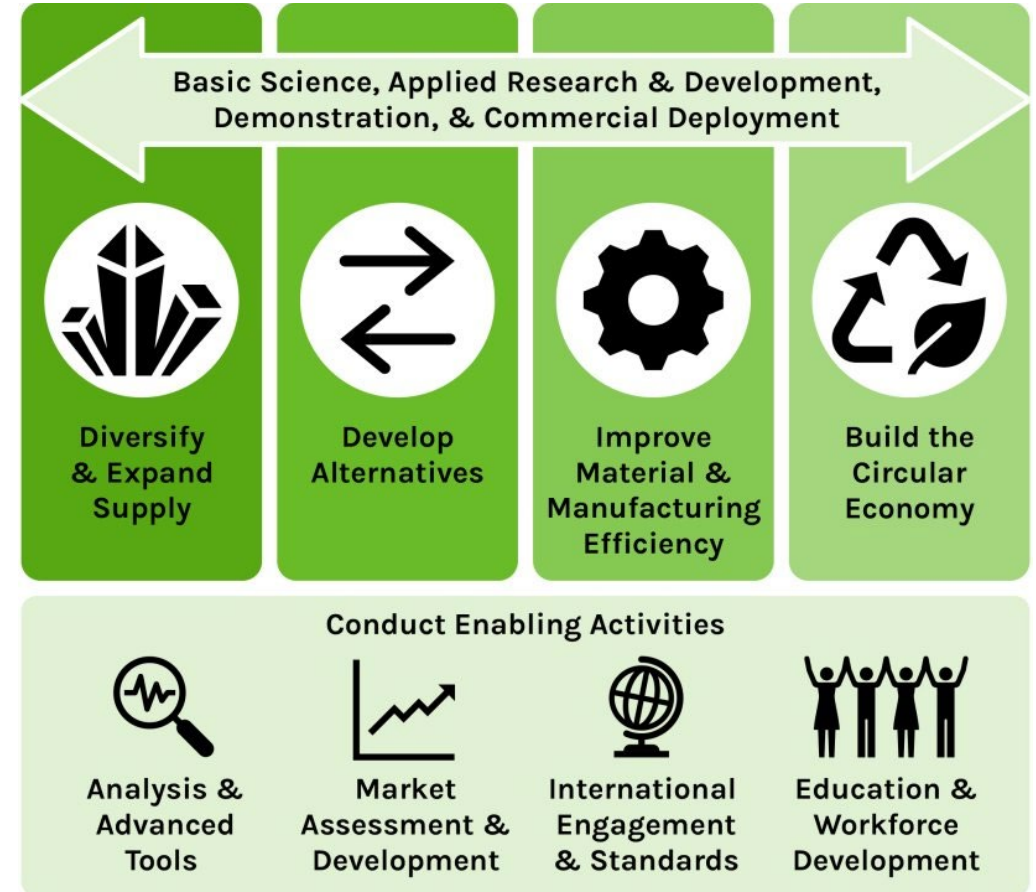 Basic Science, Applied Research & Development,
Demonstration, & Commercial Deployment
Diversify
& Expand
Supply
Develop
Alternatives
Improve
Material &
Manufacturing
Efficiency
Build the
Circular
Economy
Conduct Enabling Activities
Analysis &
Advanced
Tools
Market
Assessment &
Development
International
Engagement
& Standards
Education &
Workforce
Development